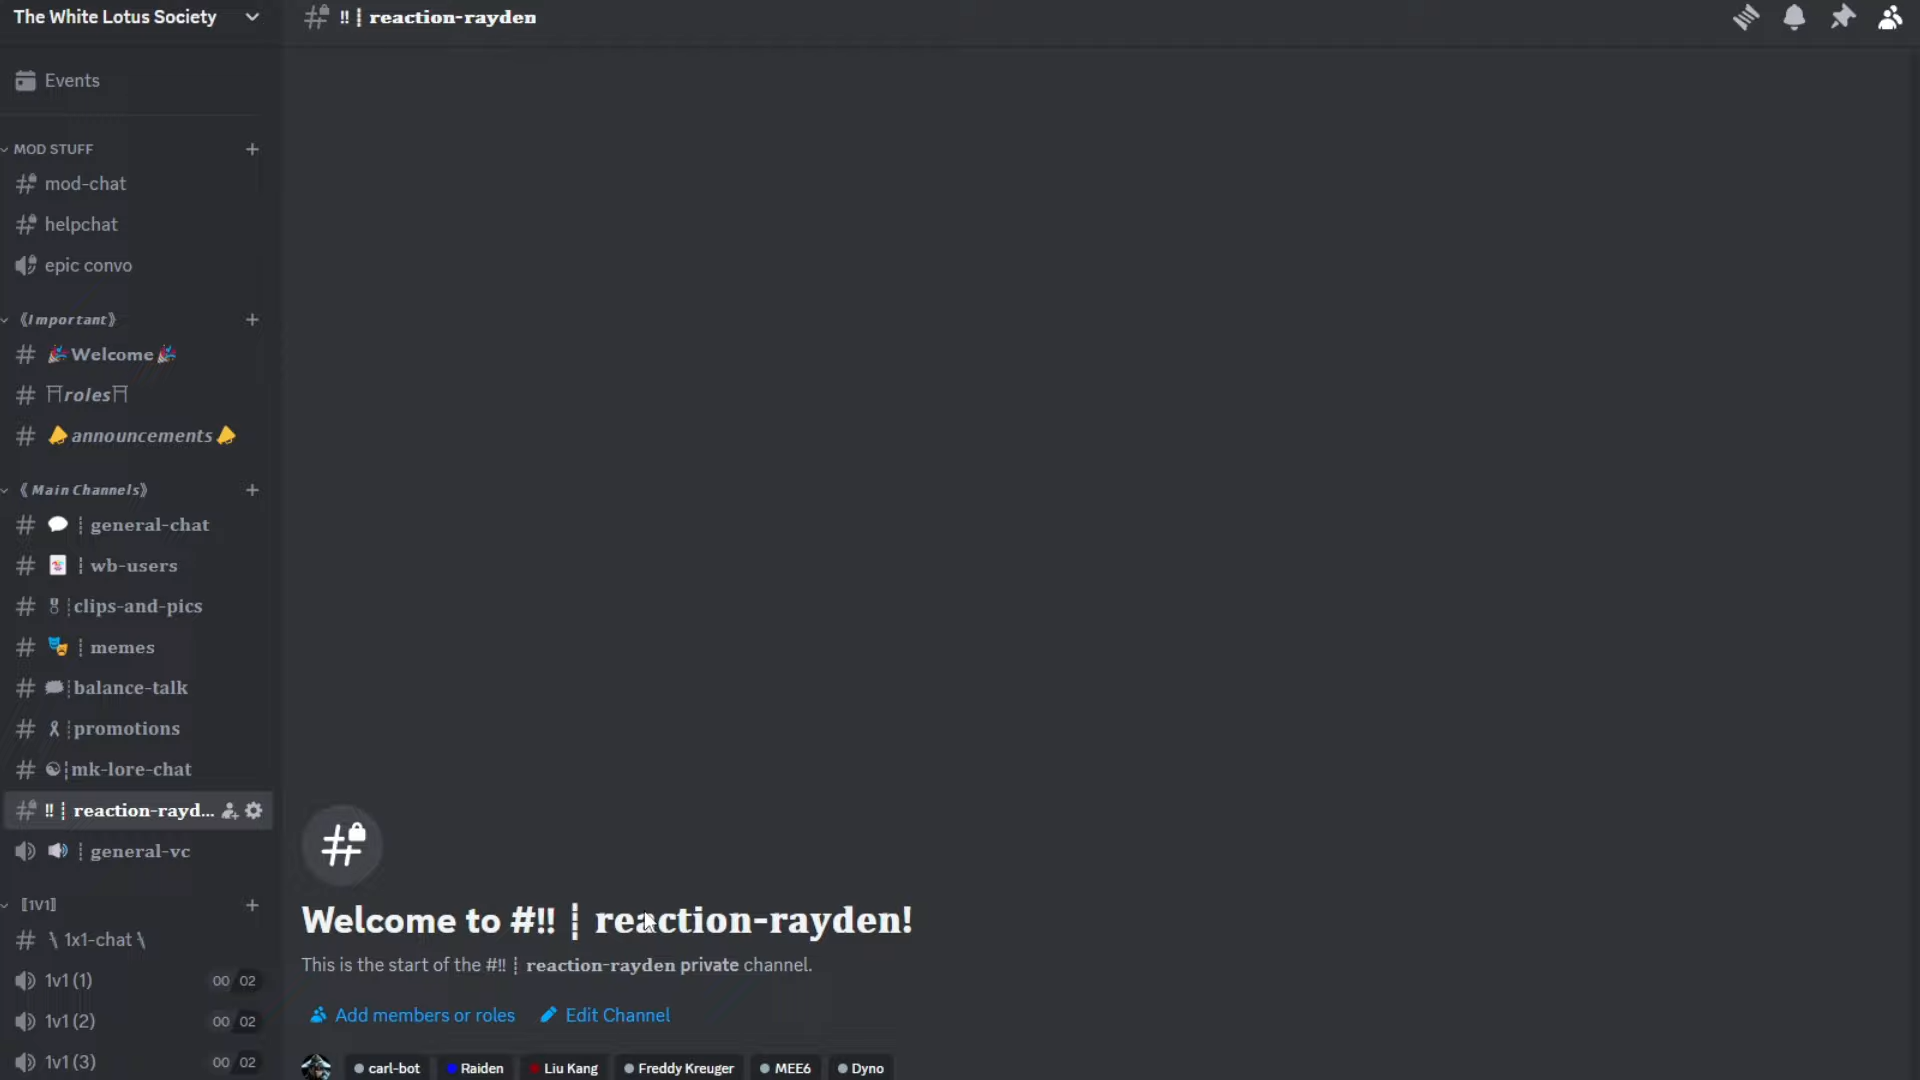 The White Lotus Society
Events
MOD STUFF
mod-chat
helpchat
epic convo
《Important》
🎉Welcome🎉
⛩roles⛩
📣announcements📣
《Main Channels》
💬┊general-chat
🃏┊wb-users
🎖┊clips-and-pics
🎭┊memes
🗯┊balance-talk
🎗┊promotions
☯┊mk-lore-chat
‼┊reaction-rayd...
🔊┊general-vc
〚1V1〛
\ 1x1-chat \
1v1 (1) 00 02
1v1 (2) 00 02
1v1 (3) 00 02
‼┊reaction-rayden
Welcome to #‼┊reaction-rayden!
This is the start of the #‼┊reaction-rayden private channel.
Add members or roles Edit Channel
carl-bot Raiden Liu Kang Freddy Kreuger MEE6 Dyno